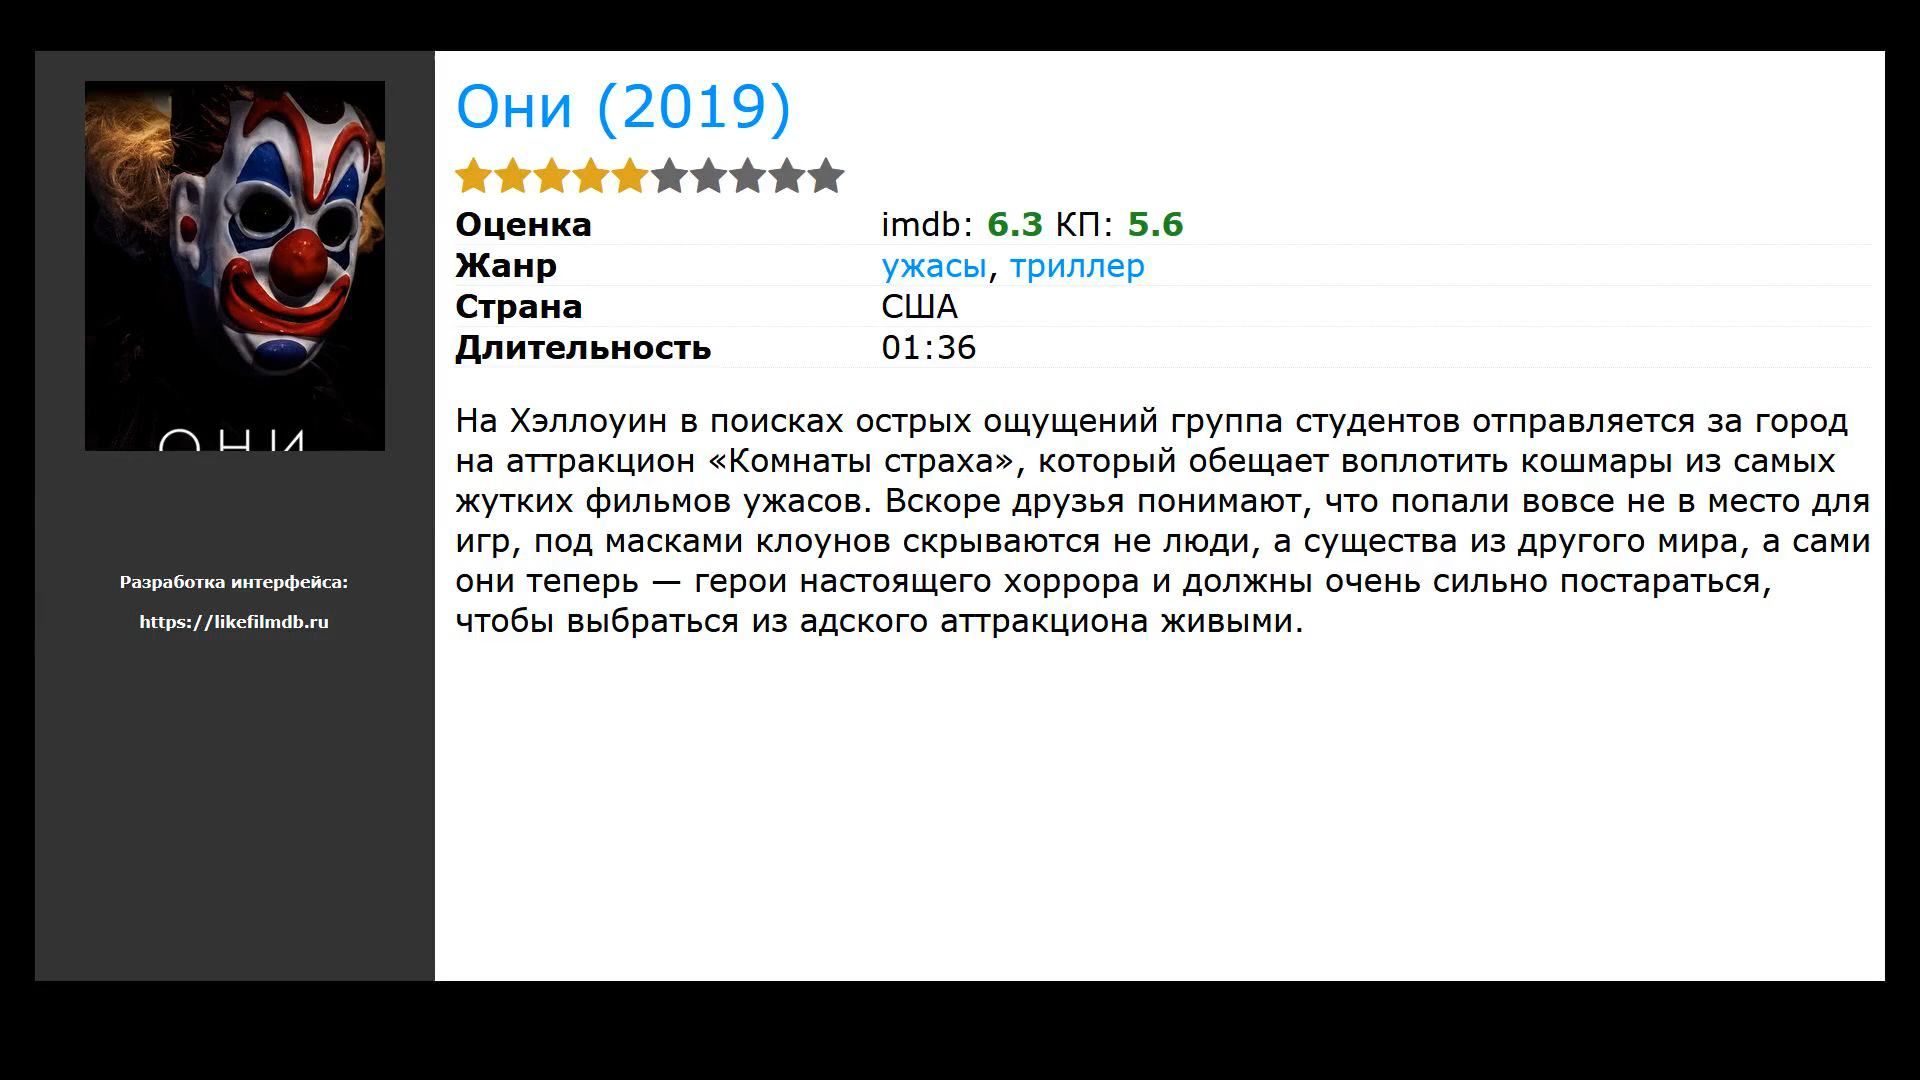 ОНИ
Разработка интерфейса:
https://likefilmdb.ru
Они (2019)
Оценка imdb: 6.3 КП: 5.6
Жанр ужасы, триллер
Страна США
Длительность 01:36
На Хэллоуин в поисках острых ощущений группа студентов отправляется за город
на аттракцион «Комнаты страха», который обещает воплотить кошмары из самых
жутких фильмов ужасов. Вскоре друзья понимают, что попали вовсе не в место для
игр, под масками клоунов скрываются не люди, а существа из другого мира, а сами
они теперь — герои настоящего хоррора и должны очень сильно постараться,
чтобы выбраться из адского аттракциона живыми.